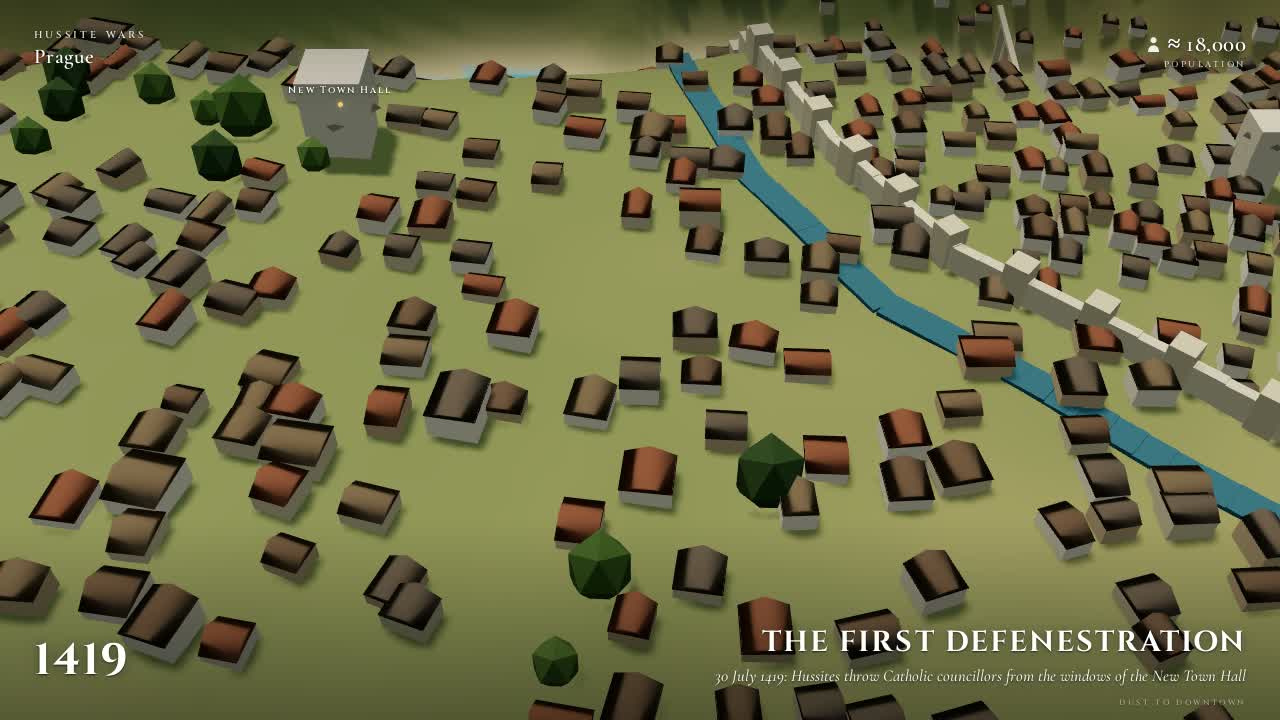 HUSSITE WARS
Prague
≈ 18,000
POPULATION
NEW TOWN HALL
1419
THE FIRST DEFENESTRATION
30 July 1419: Hussites throw Catholic councillors from the windows of the New Town Hall
DUST TO DOWNTOWN